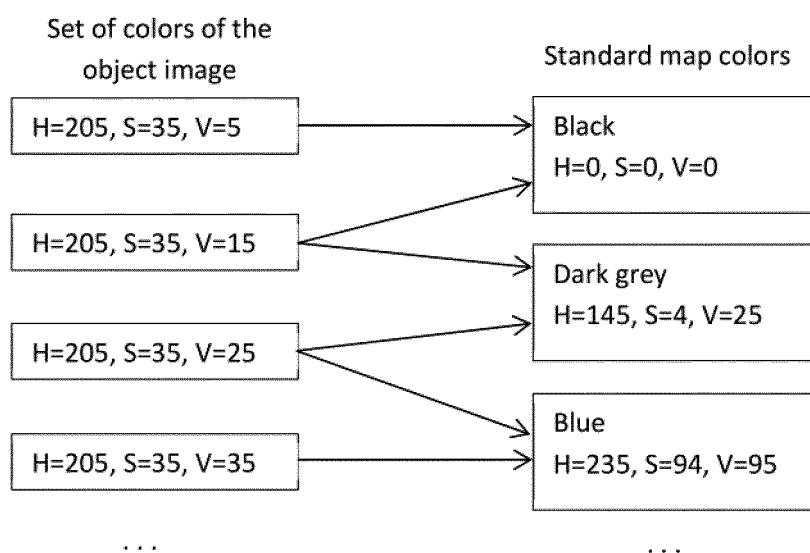 Set of colors of the
object image
H=205, S=35, V=5
H=205, S=35, V=15
H=205, S=35, V=25
H=205, S=35, V=35
. . .
Standard map colors
Black
H=0, S=0, V=0
Dark grey
H=145, S=4, V=25
Blue
H=235, S=94, V=95
. . .